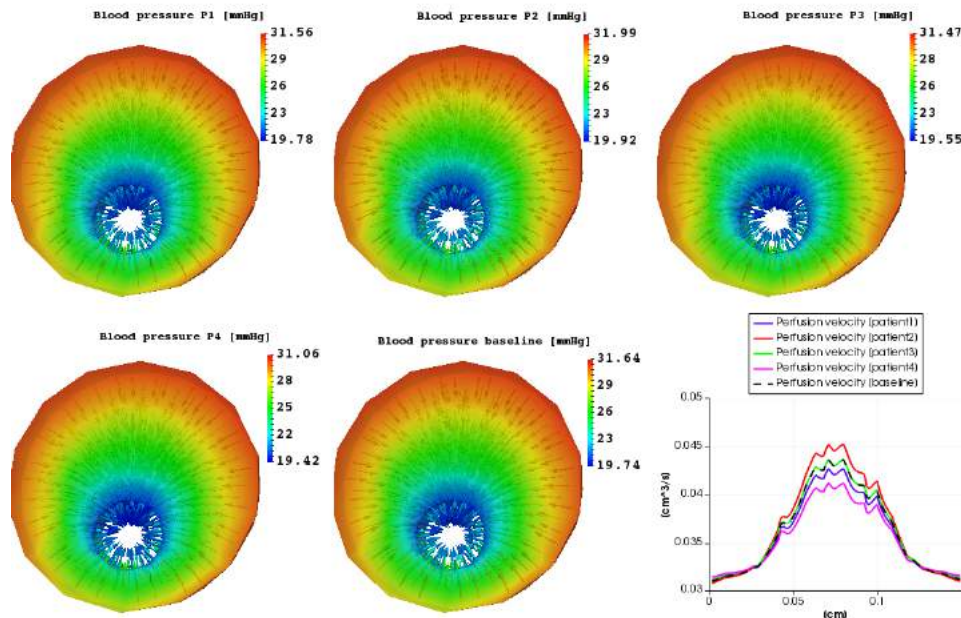 Blood pressure P1 [mmHg]
31.56
29
26
23
19.78
Blood pressure P2 [mmHg]
31.99
29
26
23
19.92
Blood pressure P3 [mmHg]
31.47
29
26
23
19.55
Blood pressure P4 [mmHg]
31.06
28
25
22
19.42
Blood pressure baseline [mmHg]
31.64
29
26
23
19.74
Perfusion velocity (patient1)
Perfusion velocity (patient2)
Perfusion velocity (patient3)
Perfusion velocity (patient4)
Perfusion velocity (baseline)
0.05
0.045
0.04
0.035
0.03
(cm^3/s)
0
0.05
0.1
(cm)